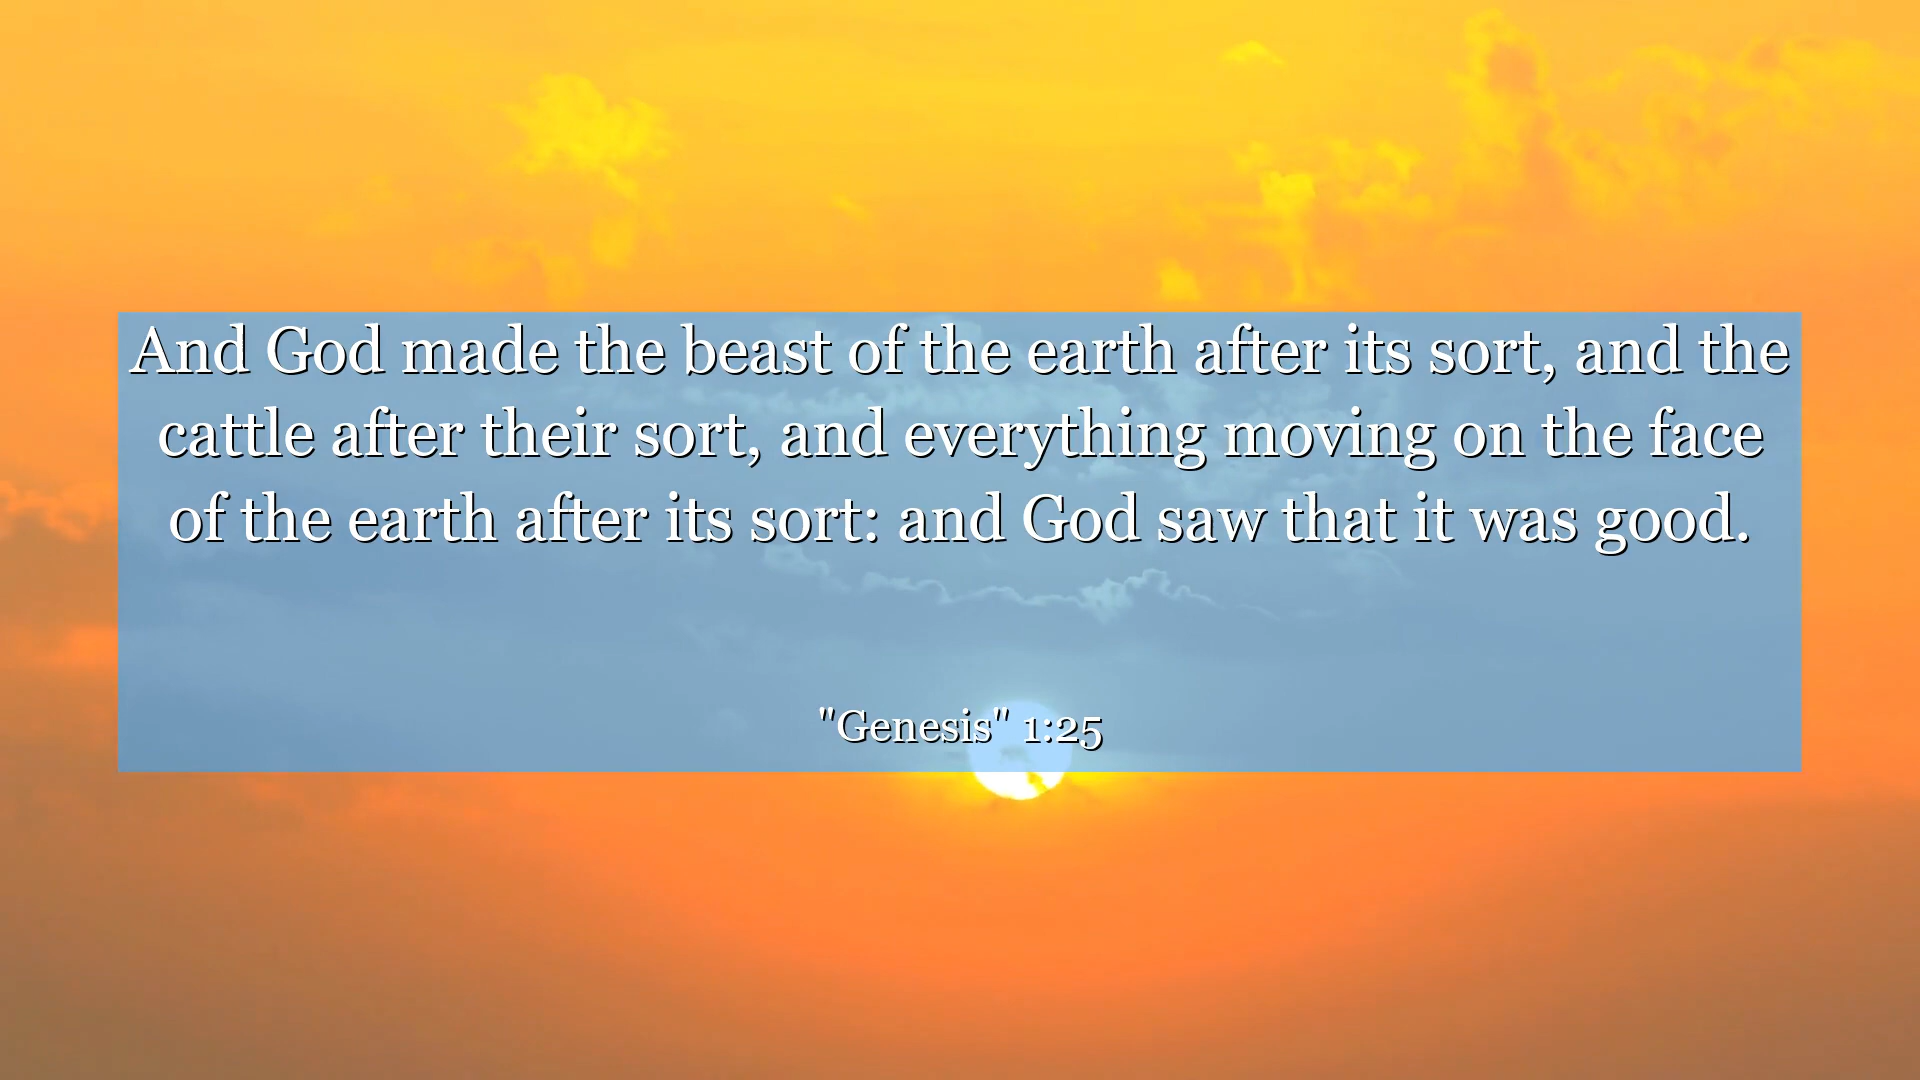 And God made the beast of the earth after its sort, and the
cattle after their sort, and everything moving on the face
of the earth after its sort: and God saw that it was good.
"Genesis" 1:25